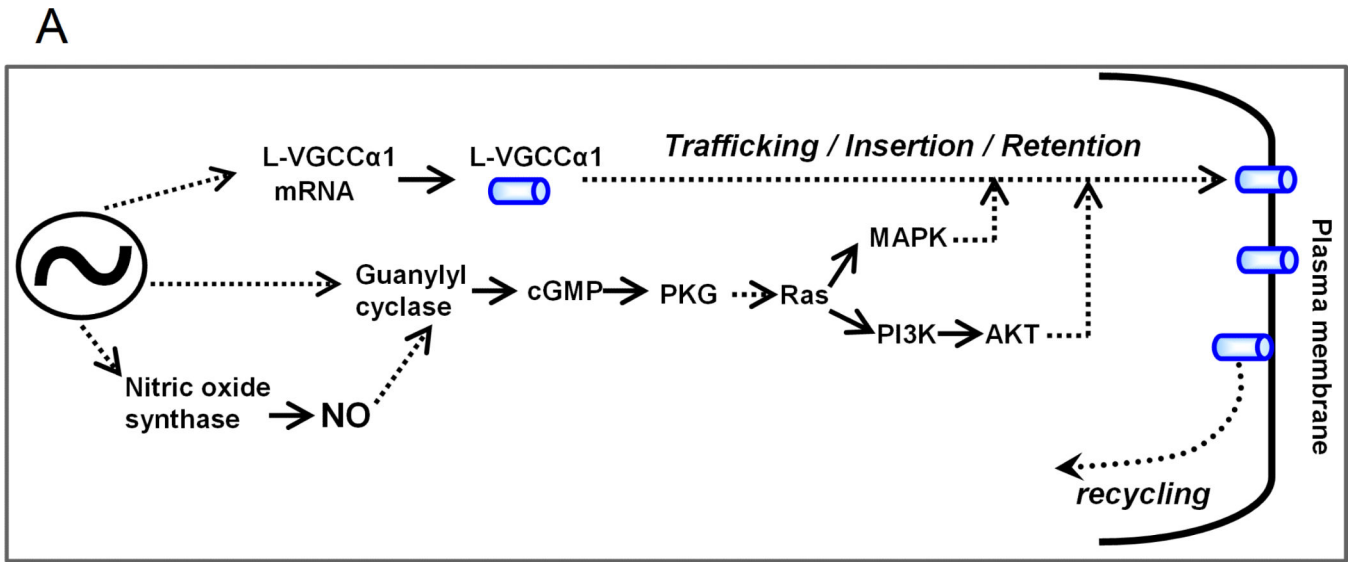 A
L-VGCCα1
mRNA
L-VGCCα1
Trafficking / Insertion / Retention
MAPK
Guanylyl
cyclase
cGMP
PKG
Ras
PI3K
AKT
Nitric oxide
synthase
NO
recycling
Plasma membrane